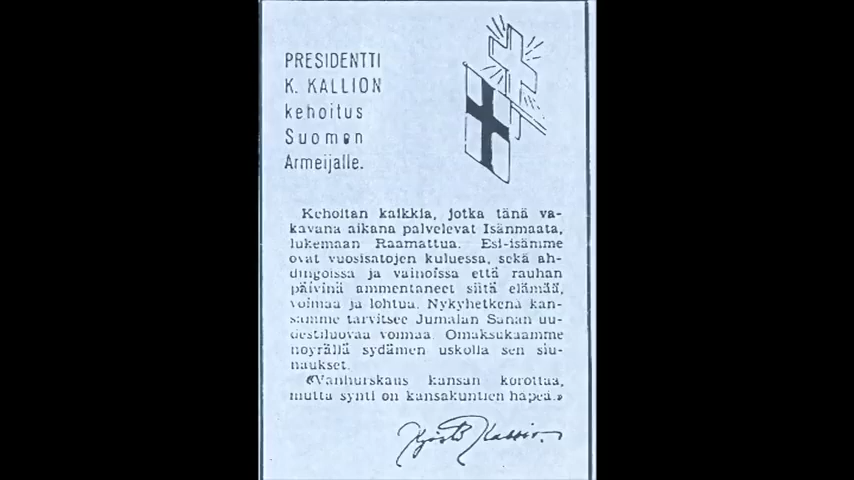 PRESIDENTTI
K. KALLION
kehoitus
Suomen
Armeijalle.
Kehoitan kaikkia, jotka tänä va-
kavana aikana palvelevat Isänmaata,
lukemaan Raamattua. Esi-isämme
ovat vuosisatojen kuluessa, sekä ah-
dingoissa ja vainoissa että rauhan
päivinä ammentaneet siitä elämää,
voimaa ja lohtua. Nykyhetkenä kan-
samme tarvitsee Jumalan Sanan uu-
destiluovaa voimaa. Omaksukaamme
nöyrällä sydämen uskolla sen siu-
naukset.
«Vanhurskaus kansan korottaa,
mutta synti on kansakuntien häpeä.»
Kyösti Kallio.